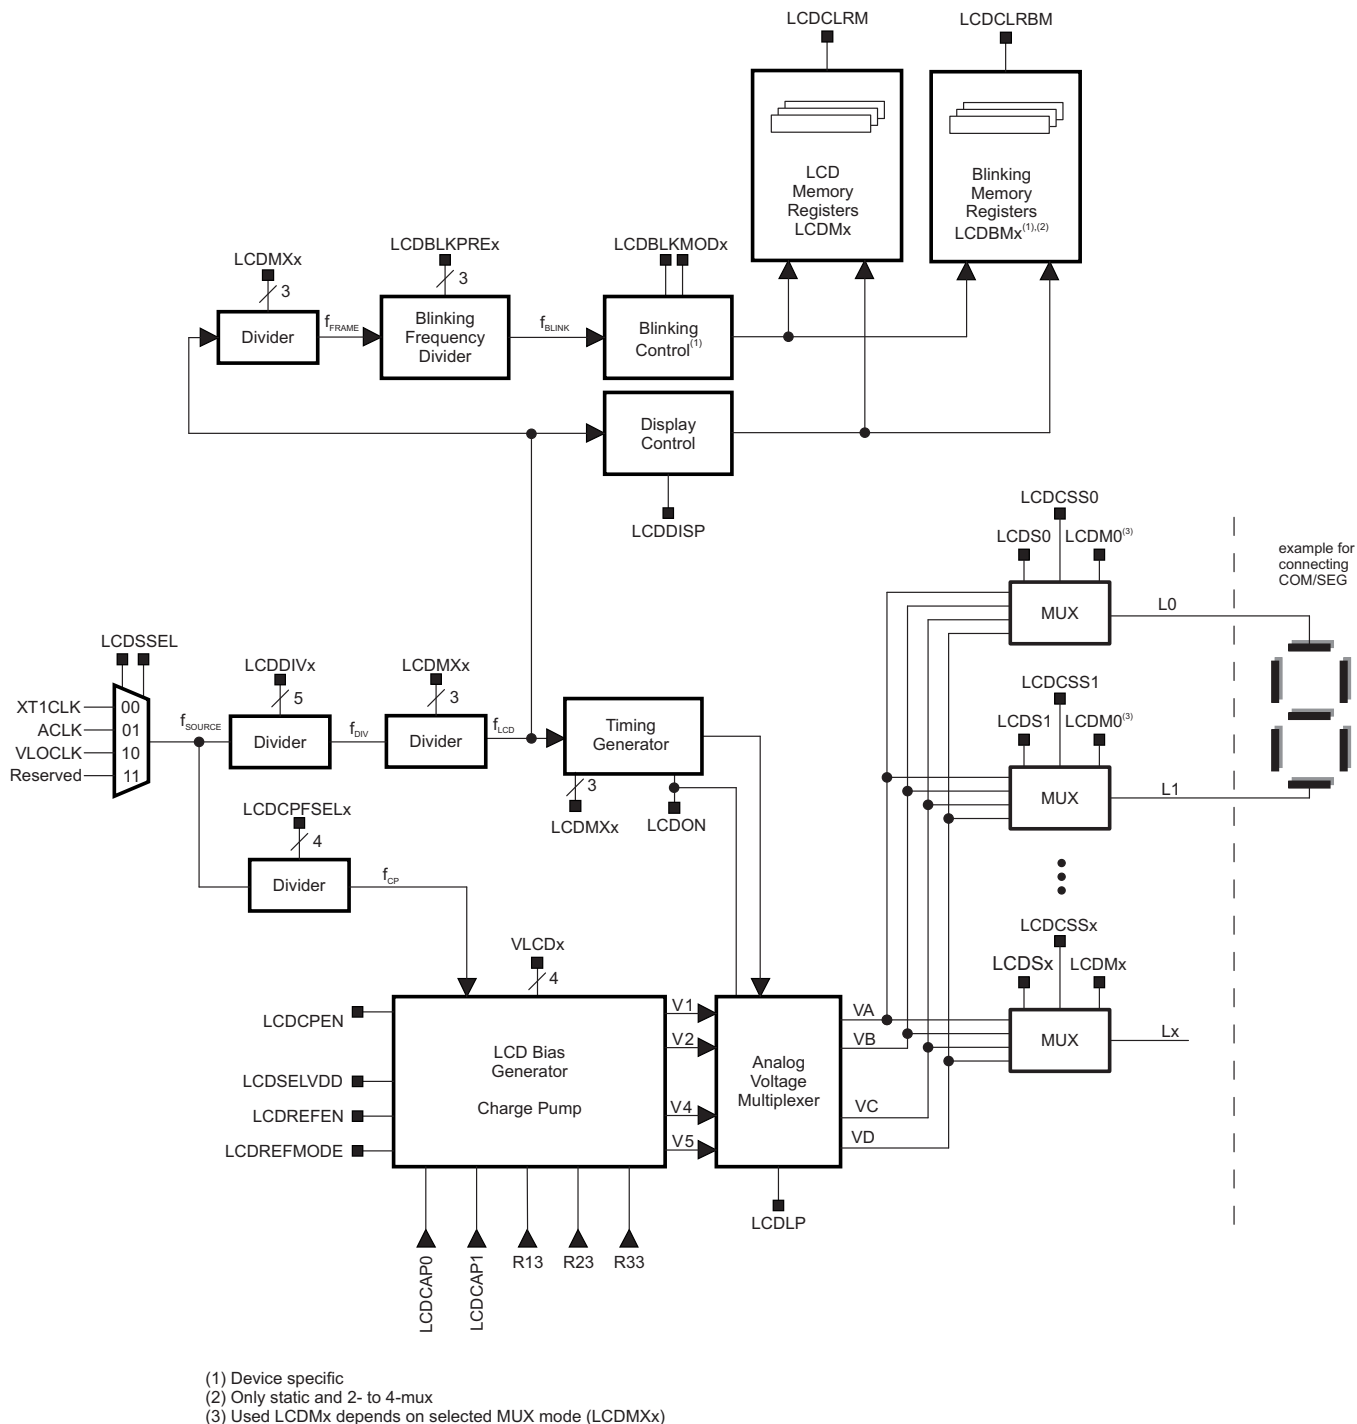 LCDCLRM
LCDCLRBM
LCD
Memory
Registers
LCDMx
Blinking
Memory
Registers
LCDBMx(1),(2)
LCDMXx
3
LCDBLKPREx
3
LCDBLKMODx
Divider
fFRAME
Blinking
Frequency
Divider
fBLINK
Blinking
Control(1)
Display
Control
LCDDISP
LCDCSS0
LCDS0
LCDM0(3)
MUX
L0
example for
connecting
COM/SEG
LCDSSEL
XT1CLK
ACLK
VLOCLK
Reserved
00
01
10
11
fSOURCE
LCDDIVx
5
Divider
fDIV
LCDMXx
3
Divider
fLCD
Timing
Generator
3
LCDMXx
LCDON
LCDCSS1
LCDS1
LCDM0(3)
MUX
L1
LCDCPFSELx
4
Divider
fCP
VLCDx
4
LCDCSSx
LCDSx
LCDMx
MUX
Lx
LCDCPEN
LCDSELVDD
LCDREFEN
LCDREFMODE
LCD Bias
Generator
Charge Pump
V1
V2
V4
V5
Analog
Voltage
Multiplexer
VA
VB
VC
VD
LCDLP
LCDCAP0
LCDCAP1
R13
R23
R33
(1) Device specific
(2) Only static and 2- to 4-mux
(3) Used LCDMx depends on selected MUX mode (LCDMXx)